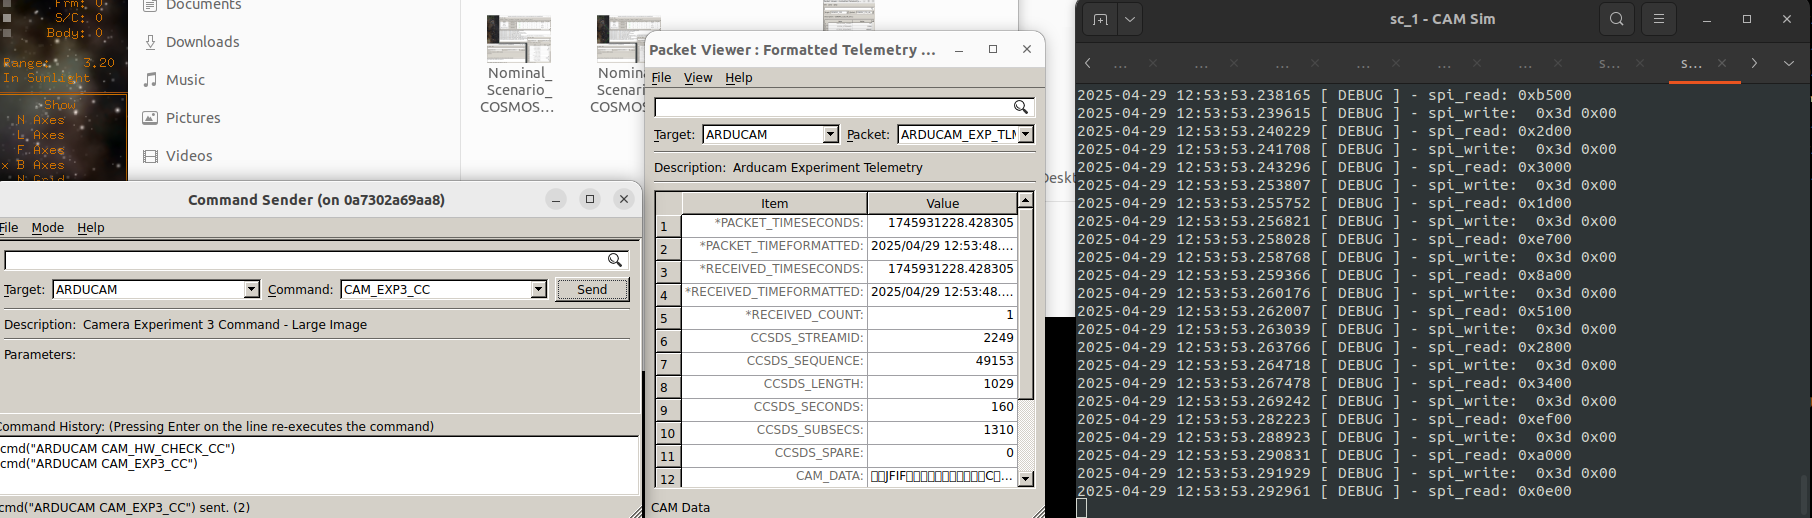 Frm: 0
S/C: 0
Body: 0
Range: 3.20
In Sunlight
Show
N Axes
L Axes
F Axes
x B Axes
N Grid
Documents
Downloads
Music
Pictures
Videos
Nominal_
Scenario_
COSMOS...
Nomin
Scenari
COSMOS
Deskt
Command Sender (on 0a7302a69aa8)
File Mode Help
Target: ARDUCAM Command: CAM_EXP3_CC Send
Description: Camera Experiment 3 Command - Large Image
Parameters:
Command History: (Pressing Enter on the line re-executes the command)
cmd("ARDUCAM CAM_HW_CHECK_CC")
cmd("ARDUCAM CAM_EXP3_CC")
cmd("ARDUCAM CAM_EXP3_CC") sent. (2)
Packet Viewer : Formatted Telemetry ...
File View Help
Target: ARDUCAM Packet: ARDUCAM_EXP_TLM
Description: Arducam Experiment Telemetry
Item Value
1 *PACKET_TIMESECONDS: 1745931228.428305
2 *PACKET_TIMEFORMATTED: 2025/04/29 12:53:48....
3 *RECEIVED_TIMESECONDS: 1745931228.428305
4 *RECEIVED_TIMEFORMATTED: 2025/04/29 12:53:48....
5 *RECEIVED_COUNT: 1
6 CCSDS_STREAMID: 2249
7 CCSDS_SEQUENCE: 49153
8 CCSDS_LENGTH: 1029
9 CCSDS_SECONDS: 160
10 CCSDS_SUBSECS: 1310
11 CCSDS_SPARE: 0
12 CAM_DATA: JFIF C ...
CAM Data
sc_1 - CAM Sim
... ... ... ... ... ... s... s...
2025-04-29 12:53:53.238165 [ DEBUG ] - spi_read: 0xb500
2025-04-29 12:53:53.239615 [ DEBUG ] - spi_write: 0x3d 0x00
2025-04-29 12:53:53.240229 [ DEBUG ] - spi_read: 0x2d00
2025-04-29 12:53:53.241708 [ DEBUG ] - spi_write: 0x3d 0x00
2025-04-29 12:53:53.243296 [ DEBUG ] - spi_read: 0x3000
2025-04-29 12:53:53.253807 [ DEBUG ] - spi_write: 0x3d 0x00
2025-04-29 12:53:53.255752 [ DEBUG ] - spi_read: 0x1d00
2025-04-29 12:53:53.256821 [ DEBUG ] - spi_write: 0x3d 0x00
2025-04-29 12:53:53.258028 [ DEBUG ] - spi_read: 0xe700
2025-04-29 12:53:53.258768 [ DEBUG ] - spi_write: 0x3d 0x00
2025-04-29 12:53:53.259366 [ DEBUG ] - spi_read: 0x8a00
2025-04-29 12:53:53.260176 [ DEBUG ] - spi_write: 0x3d 0x00
2025-04-29 12:53:53.262007 [ DEBUG ] - spi_read: 0x5100
2025-04-29 12:53:53.263039 [ DEBUG ] - spi_write: 0x3d 0x00
2025-04-29 12:53:53.263766 [ DEBUG ] - spi_read: 0x2800
2025-04-29 12:53:53.264718 [ DEBUG ] - spi_write: 0x3d 0x00
2025-04-29 12:53:53.267478 [ DEBUG ] - spi_read: 0x3400
2025-04-29 12:53:53.269242 [ DEBUG ] - spi_write: 0x3d 0x00
2025-04-29 12:53:53.282223 [ DEBUG ] - spi_read: 0xef00
2025-04-29 12:53:53.288923 [ DEBUG ] - spi_write: 0x3d 0x00
2025-04-29 12:53:53.290831 [ DEBUG ] - spi_read: 0xa000
2025-04-29 12:53:53.291929 [ DEBUG ] - spi_write: 0x3d 0x00
2025-04-29 12:53:53.292961 [ DEBUG ] - spi_read: 0x0e00